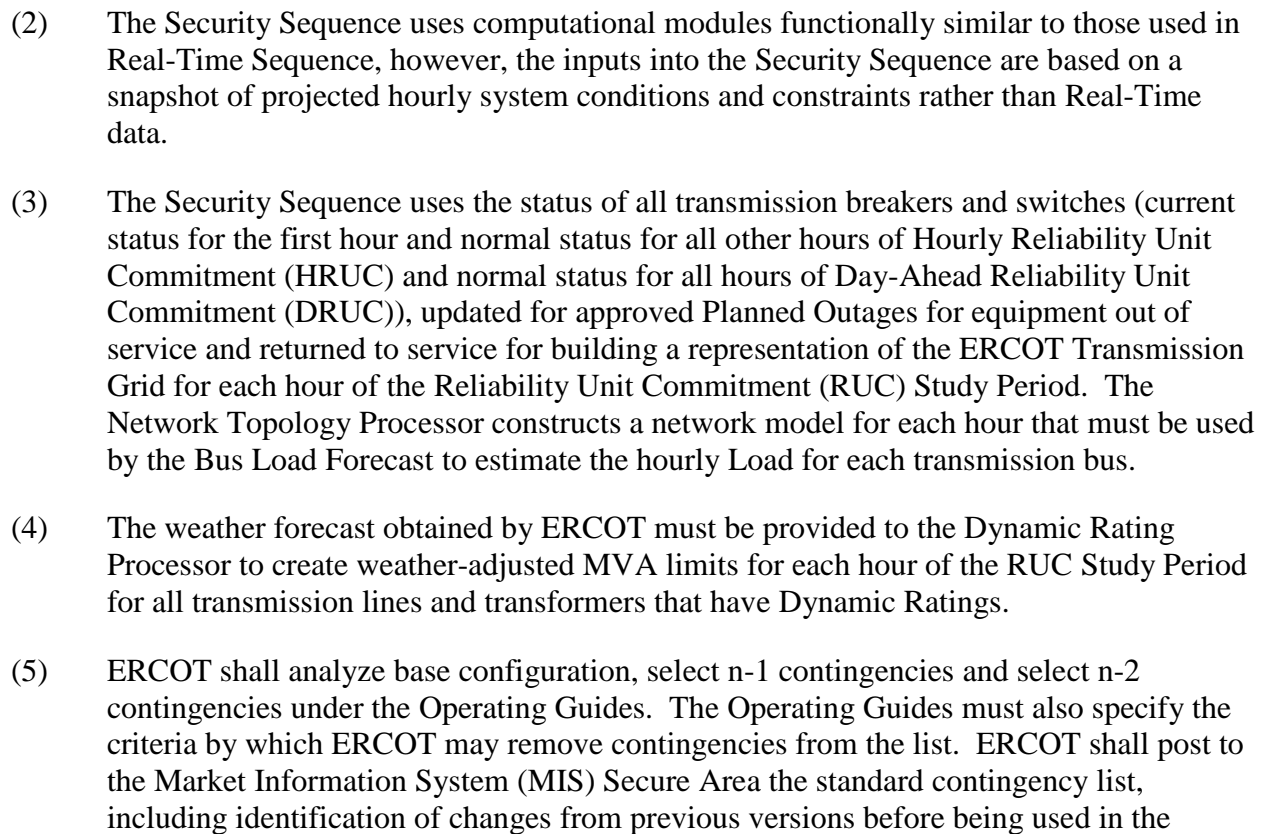 (2) The Security Sequence uses computational modules functionally similar to those used in
Real-Time Sequence, however, the inputs into the Security Sequence are based on a
snapshot of projected hourly system conditions and constraints rather than Real-Time
data.
(3) The Security Sequence uses the status of all transmission breakers and switches (current
status for the first hour and normal status for all other hours of Hourly Reliability Unit
Commitment (HRUC) and normal status for all hours of Day-Ahead Reliability Unit
Commitment (DRUC)), updated for approved Planned Outages for equipment out of
service and returned to service for building a representation of the ERCOT Transmission
Grid for each hour of the Reliability Unit Commitment (RUC) Study Period.  The
Network Topology Processor constructs a network model for each hour that must be used
by the Bus Load Forecast to estimate the hourly Load for each transmission bus.
(4) The weather forecast obtained by ERCOT must be provided to the Dynamic Rating
Processor to create weather-adjusted MVA limits for each hour of the RUC Study Period
for all transmission lines and transformers that have Dynamic Ratings.
(5) ERCOT shall analyze base configuration, select n-1 contingencies and select n-2
contingencies under the Operating Guides.  The Operating Guides must also specify the
criteria by which ERCOT may remove contingencies from the list.  ERCOT shall post to
the Market Information System (MIS) Secure Area the standard contingency list,
including identification of changes from previous versions before being used in the